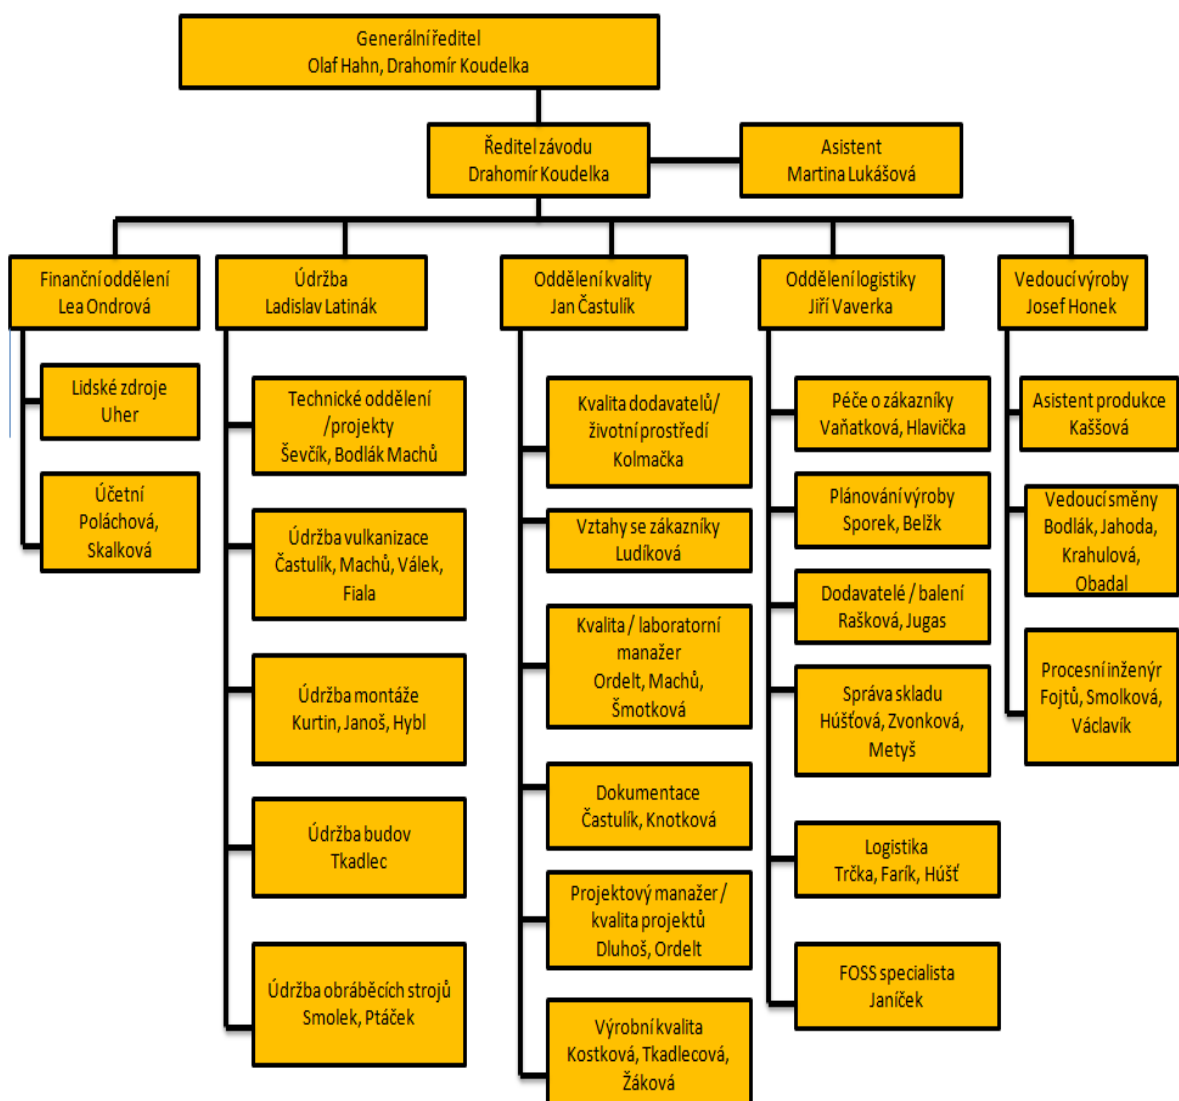 Generální ředitel
Olaf Hahn, Drahomír Koudelka
Ředitel závodu
Drahomír Koudelka
Asistent
Martina Lukášová
Finanční oddělení
Lea Ondrová
Lidské zdroje
Uher
Účetní
Poláchová,
Skalková
Údržba
Ladislav Latinák
Technické oddělení
/projekty
Ševčík, Bodlák Machů
Údržba vulkanizace
Častulík, Machů, Válek,
Fiala
Údržba montáže
Kurtin, Janoš, Hybl
Údržba budov
Tkadlec
Údržba obráběcích strojů
Smolek, Ptáček
Oddělení kvality
Jan Častulík
Kvalita dodavatelů/
životní prostředí
Kolmačka
Vztahy se zákazníky
Ludíková
Kvalita / laboratorní
manažer
Ordelt, Machů,
Šmotková
Dokumentace
Častulík, Knotková
Projektový manažer /
kvalita projektů
Dluhoš, Ordelt
Výrobní kvalita
Kostková, Tkadlecová,
Žáková
Oddělení logistiky
Jiří Vaverka
Péče o zákazníky
Vaňatková, Hlavička
Plánování výroby
Sporek, Belžk
Dodavatelé / balení
Rašková, Jugas
Správa skladu
Húšťová, Zvonková,
Metyš
Logistika
Trčka, Farík, Húšť
FOSS specialista
Janíček
Vedoucí výroby
Josef Honek
Asistent produkce
Kaššová
Vedoucí směny
Bodlák, Jahoda,
Krahulová,
Obadal
Procesní inženýr
Fojtů, Smolková,
Václavík